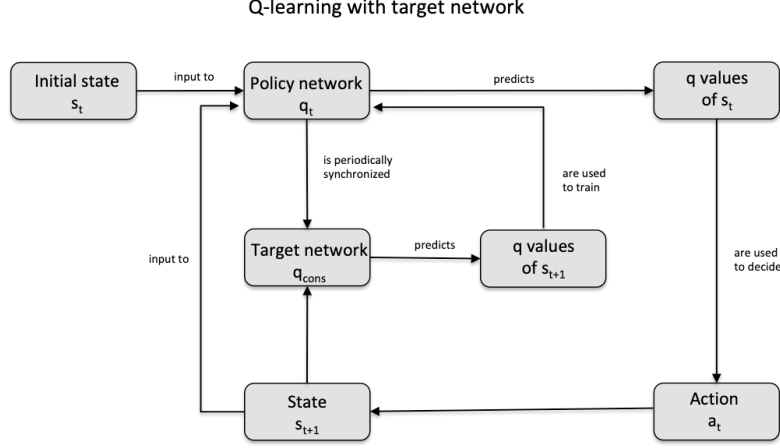 Q-learning with target network
Initial state
sₜ
input to
Policy network
qₜ
predicts
q values
of sₜ
is periodically
synchronized
are used
to train
input to
Target network
q_cons
predicts
q values
of sₜ₊₁
are used
to decide
State
sₜ₊₁
Action
aₜ